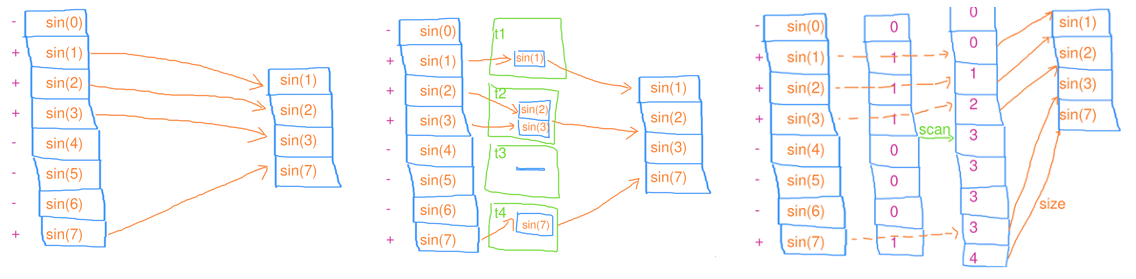 - sin(0)
+ sin(1)
+ sin(2)
+ sin(3)
- sin(4)
- sin(5)
- sin(6)
+ sin(7)
sin(1)
sin(2)
sin(3)
sin(7)
- sin(0)
+ sin(1)
+ sin(2)
+ sin(3)
- sin(4)
- sin(5)
- sin(6)
+ sin(7)
t1
sin(1)
t2
sin(2)
sin(3)
t3
t4
sin(7)
sin(1)
sin(2)
sin(3)
sin(7)
- sin(0)
+ sin(1)
+ sin(2)
+ sin(3)
- sin(4)
- sin(5)
- sin(6)
+ sin(7)
0
1
1
1
0
0
0
1
scan
0
0
1
2
3
3
3
3
4
size
sin(1)
sin(2)
sin(3)
sin(7)